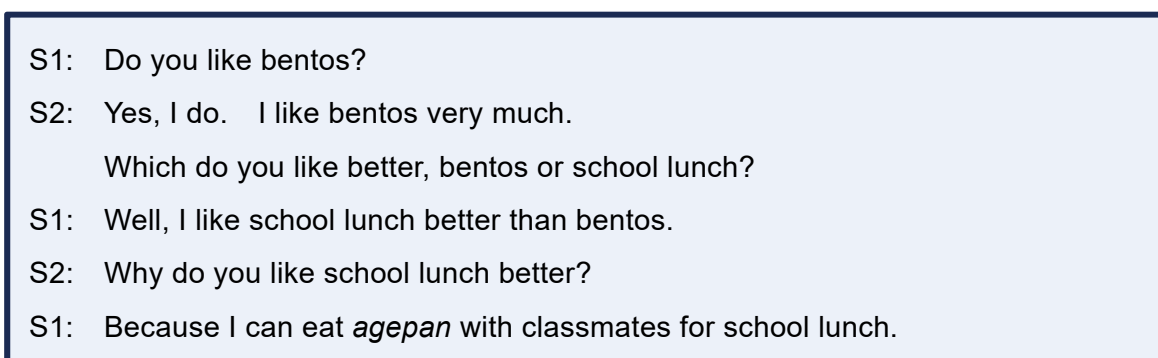 S1: Do you like bentos?
S2: Yes, I do. I like bentos very much.
Which do you like better, bentos or school lunch?
S1: Well, I like school lunch better than bentos.
S2: Why do you like school lunch better?
S1: Because I can eat agepan with classmates for school lunch.